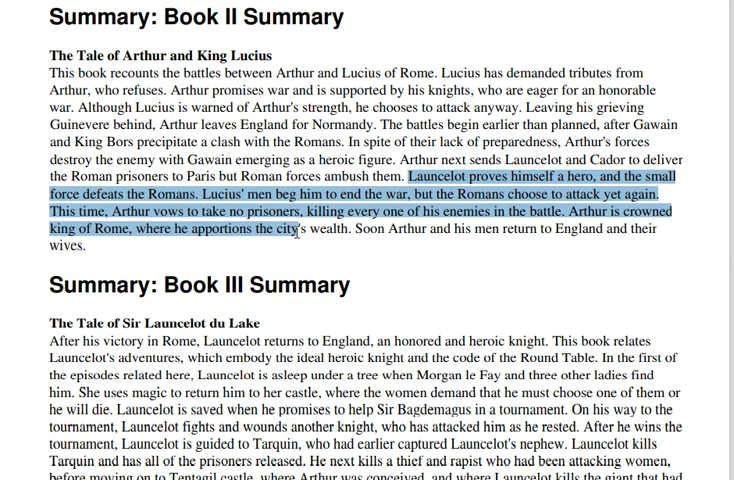 Summary: Book II Summary
The Tale of Arthur and King Lucius
This book recounts the battles between Arthur and Lucius of Rome. Lucius has demanded tributes from
Arthur, who refuses. Arthur promises war and is supported by his knights, who are eager for an honorable
war. Although Lucius is warned of Arthur's strength, he chooses to attack anyway. Leaving his grieving
Guinevere behind, Arthur leaves England for Normandy. The battles begin earlier than planned, after Gawain
and King Bors precipitate a clash with the Romans. In spite of their lack of preparedness, Arthur's forces
destroy the enemy with Gawain emerging as a heroic figure. Arthur next sends Launcelot and Cador to deliver
the Roman prisoners to Paris but Roman forces ambush them. Launcelot proves himself a hero, and the small
force defeats the Romans. Lucius' men beg him to end the war, but the Romans choose to attack yet again.
This time, Arthur vows to take no prisoners, killing every one of his enemies in the battle. Arthur is crowned
king of Rome, where he apportions the city's wealth. Soon Arthur and his men return to England and their
wives.
Summary: Book III Summary
The Tale of Sir Launcelot du Lake
After his victory in Rome, Launcelot returns to England, an honored and heroic knight. This book relates
Launcelot's adventures, which embody the ideal heroic knight and the code of the Round Table. In the first of
the episodes related here, Launcelot is asleep under a tree when Morgan le Fay and three other ladies find
him. She uses magic to return him to her castle, where the women demand that he must choose one of them or
he will die. Launcelot is saved when he promises to help Sir Bagdemagus in a tournament. On his way to the
tournament, Launcelot fights and wounds another knight, who has attacked him as he rested. After he wins the
tournament, Launcelot is guided to Tarquin, who had earlier captured Launcelot's nephew. Launcelot kills
Tarquin and has all of the prisoners released. He next kills a thief and rapist who had been attacking women,
before moving on to Tentagil castle, where Arthur was conceived, and where Launcelot kills the giant that had